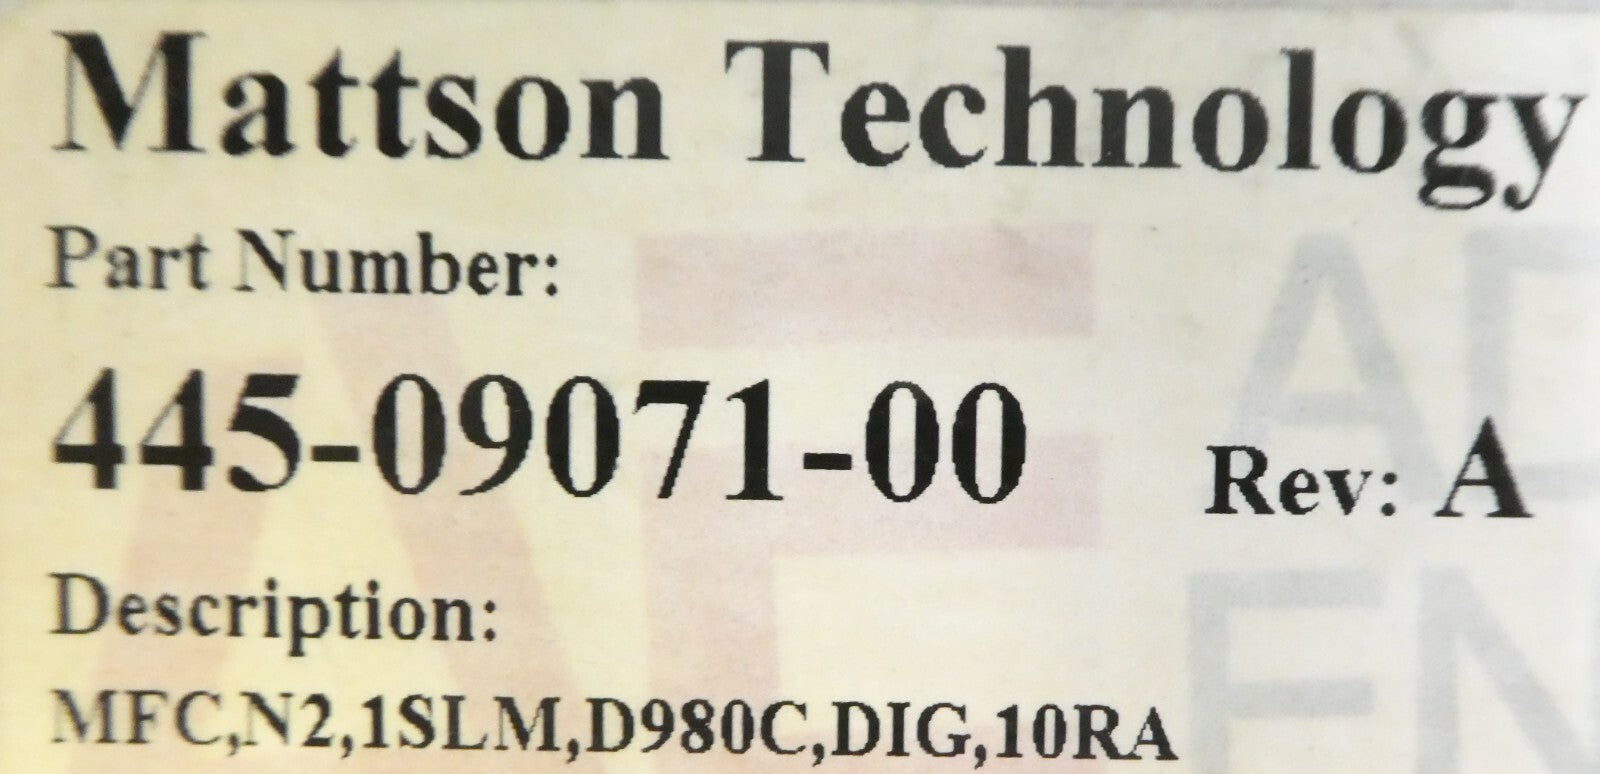 Mattson Technology
Part Number:
445-09071-00 Rev: A
Description:
MFC,N2,1SLM,D980C,DIG,10RA